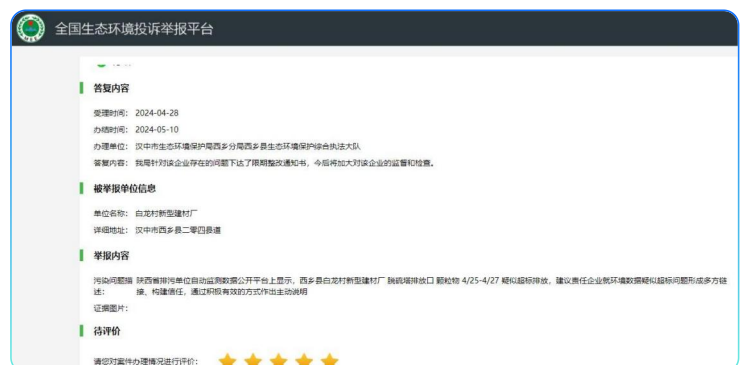 全国生态环境投诉举报平台
答复内容
受理时间: 2024-04-28
办结时间: 2024-05-10
办理单位: 汉中市生态环境保护局西乡分局西乡县生态环境保护综合执法大队
答复内容: 我局针对该企业存在的问题下达了限期整改通知书，今后将加大对该企业的监督和检查。
被举报单位信息
单位名称: 白龙村新型建材厂
详细地址: 汉中市西乡县二零四县道
举报内容
污染问题描 陕西省排污单位自动监测数据公开平台上显示，西乡县白龙村新型建材厂 脱硫塔排放口 颗粒物 4/25-4/27 疑似超标排放，建议责任企业就环境数据疑似超标问题形成多方链
述: 接，构建信任，通过积极有效的方式作出主动说明
证据图片:
待评价
请您对案件办理情况进行评价: